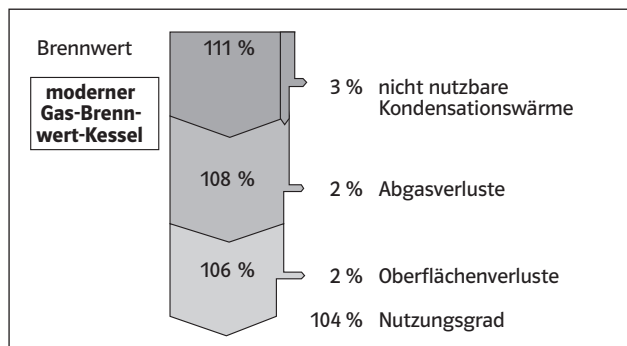 Brennwert 111 %
moderner
Gas-Brenn-
wert-Kessel
3 % nicht nutzbare
Kondensationswärme
108 % 2 % Abgasverluste
106 % 2 % Oberflächenverluste
104 % Nutzungsgrad